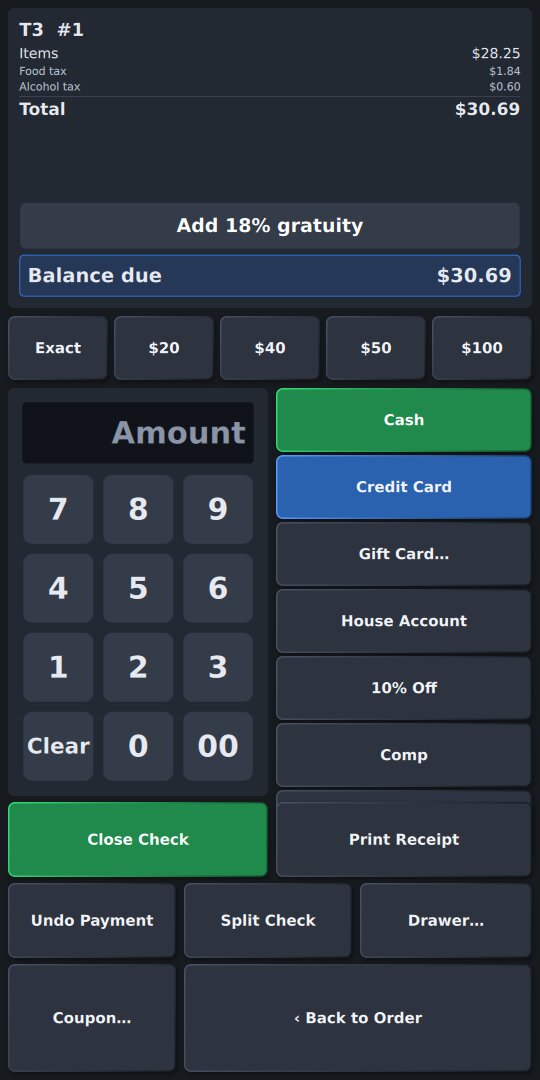 T3 #1
Items $28.25
Food tax $1.84
Alcohol tax $0.60
Total $30.69
Add 18% gratuity
Balance due $30.69
Exact $20 $40 $50 $100
Amount
7 8 9
4 5 6
1 2 3
Clear 0 00
Cash
Credit Card
Gift Card…
House Account
10% Off
Comp
Close Check
Print Receipt
Undo Payment Split Check Drawer…
Coupon… ‹ Back to Order